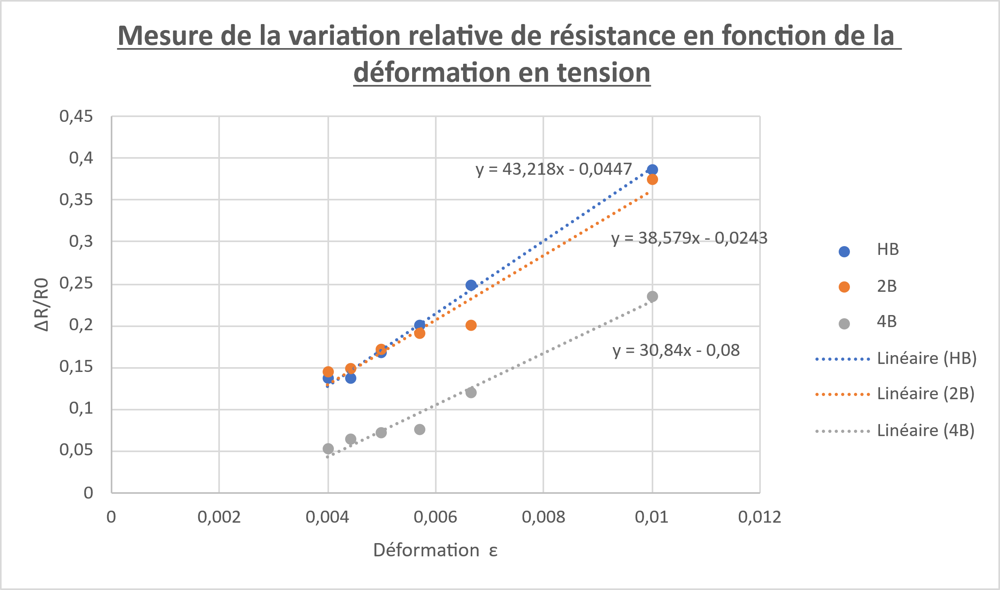 Mesure de la variation relative de résistance en fonction de la
déformation en tension
0,45
0,4
0,35
0,3
0,25
0,2
0,15
0,1
0,05
0
ΔR/R0
y = 43,218x - 0,0447
y = 38,579x - 0,0243
y = 30,84x - 0,08
0 0,002 0,004 0,006 0,008 0,01 0,012
Déformation ε
HB
2B
4B
Linéaire (HB)
Linéaire (2B)
Linéaire (4B)